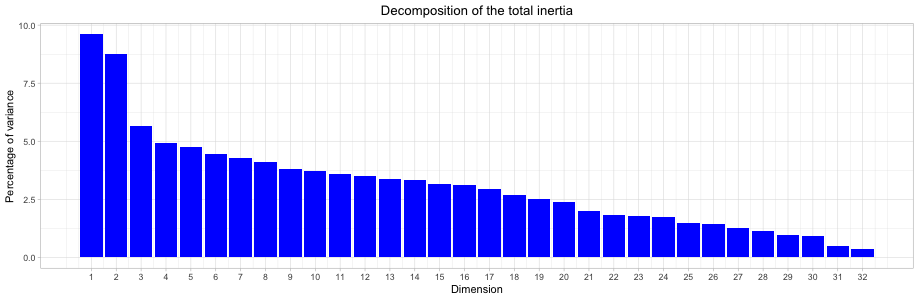 Decomposition of the total inertia
Percentage of variance
10.0
7.5
5.0
2.5
0.0
1 2 3 4 5 6 7 8 9 10 11 12 13 14 15 16 17 18 19 20 21 22 23 24 25 26 27 28 29 30 31 32
Dimension